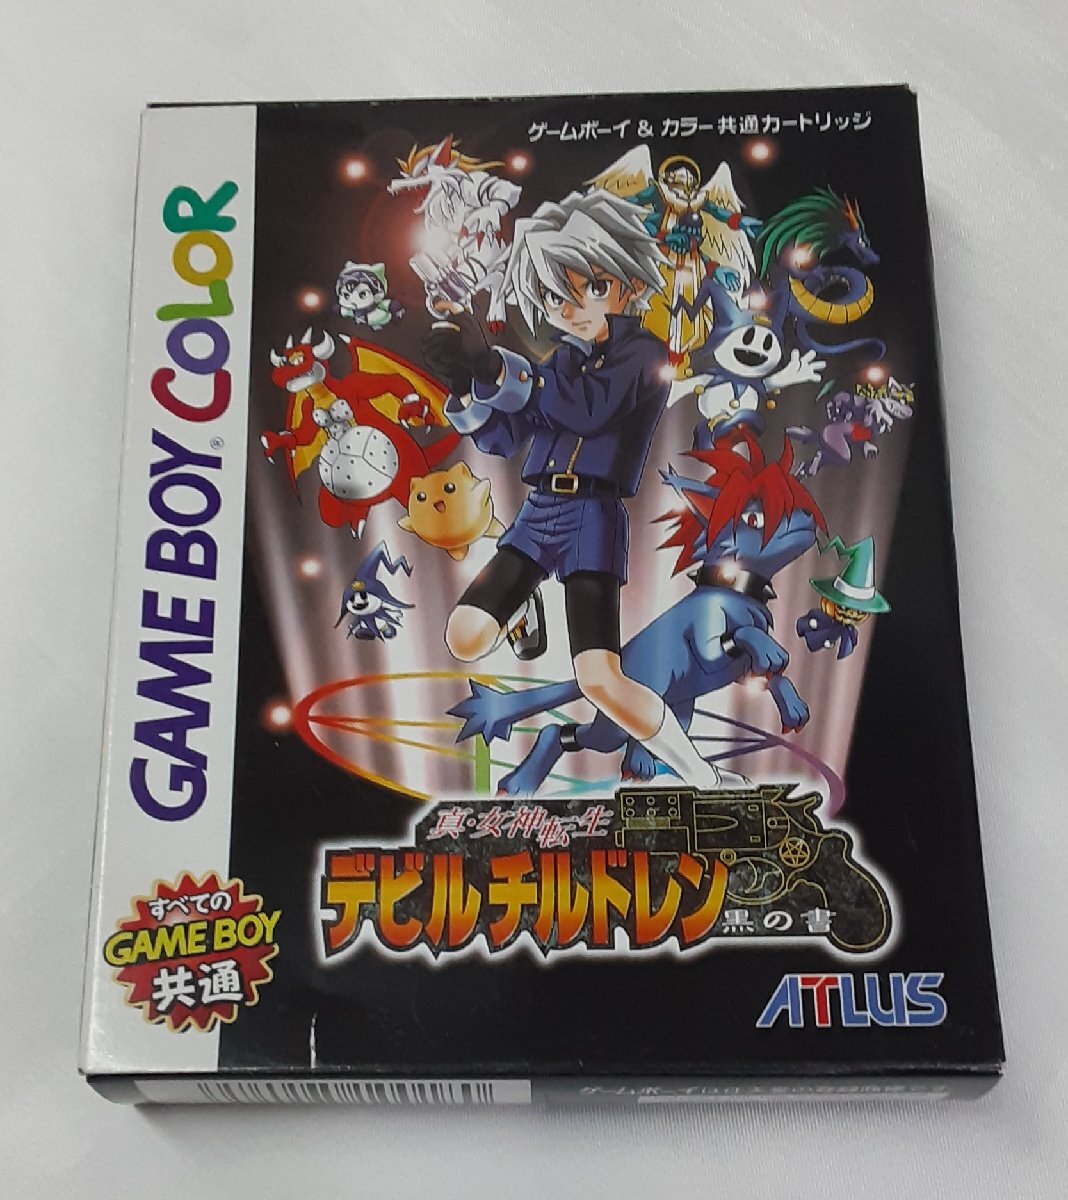 ゲームボーイ & カラー共通カートリッジ
GAME BOY COLOR
真・女神転生
デビルチルドレン
黒の書
すべての
GAME BOY
共通
ATLUS